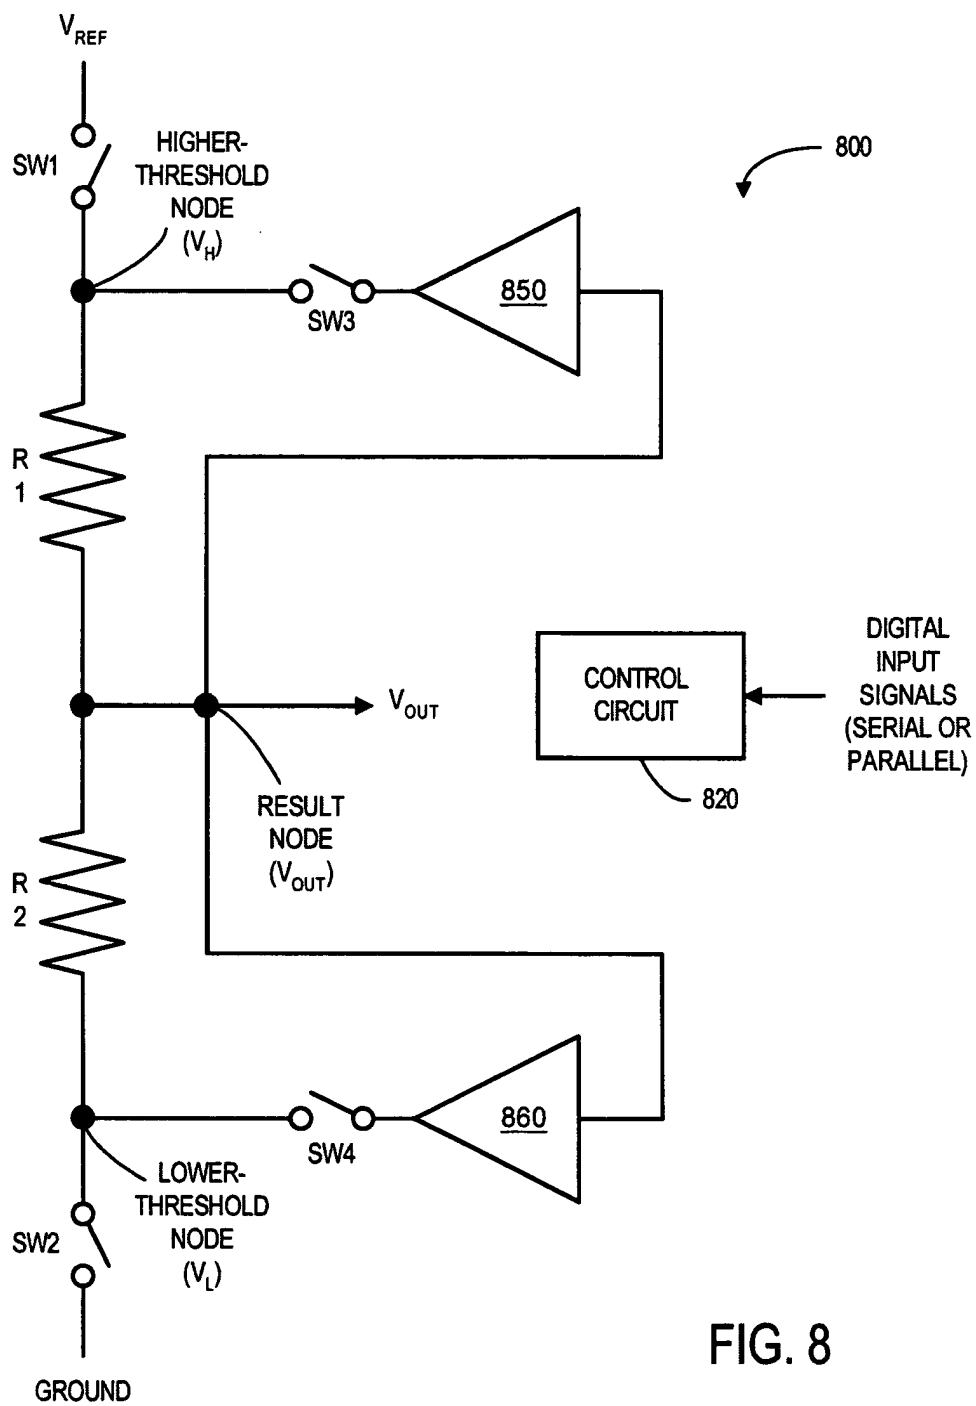 V_REF
SW1
HIGHER-
THRESHOLD
NODE
(V_H)
800
850
SW3
R
1
V_OUT
CONTROL
CIRCUIT
820
DIGITAL
INPUT
SIGNALS
(SERIAL OR
PARALLEL)
RESULT
NODE
(V_OUT)
R
2
860
SW4
LOWER-
THRESHOLD
NODE
(V_L)
SW2
GROUND
FIG. 8